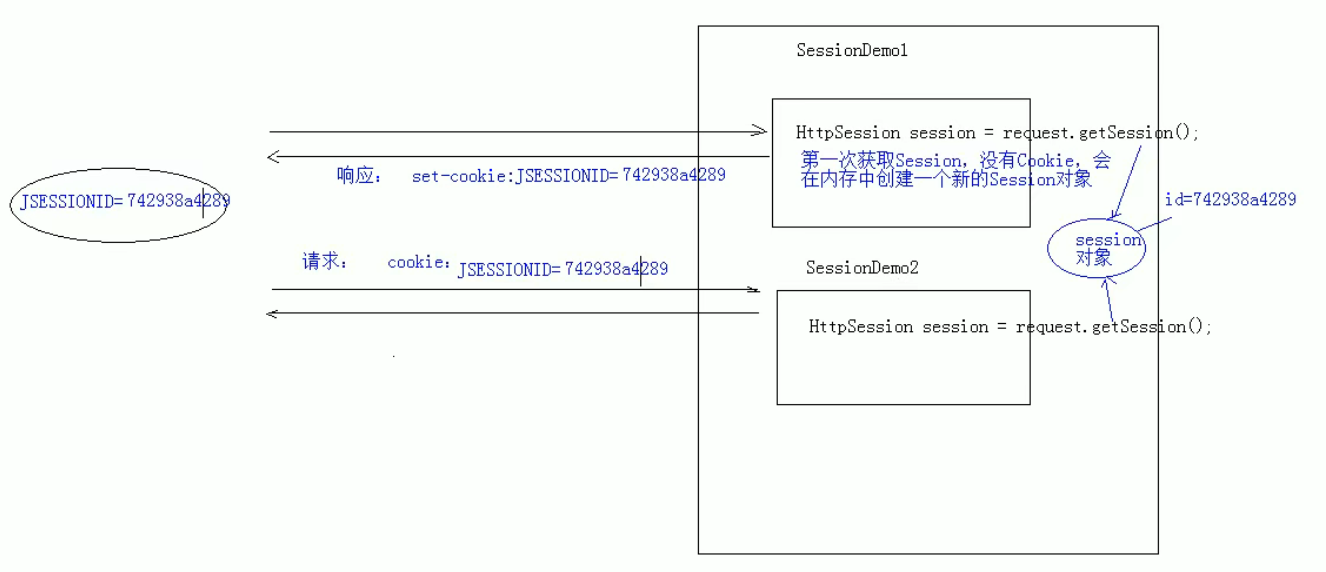 SessionDemo1
HttpSession session = request.getSession();
第一次获取Session，没有Cookie，会
在内存中创建一个新的Session对象
响应： set-cookie:JSESSIONID=742938a4289
JSESSIONID=742938a4289
id=742938a4289
session
对象
请求： cookie：JSESSIONID=742938a4289
SessionDemo2
HttpSession session = request.getSession();